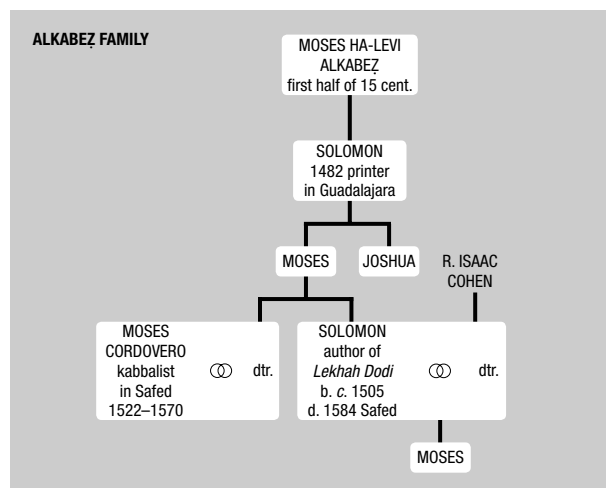 ALKABEẒ FAMILY
MOSES HA-LEVI
ALKABEẒ
first half of 15 cent.
SOLOMON
1482 printer
in Guadalajara
MOSES
JOSHUA
R. ISAAC
COHEN
MOSES
CORDOVERO
kabbalist
in Safed
1522–1570
dtr.
SOLOMON
author of
Lekhah Dodi
b. c. 1505
d. 1584 Safed
dtr.
MOSES